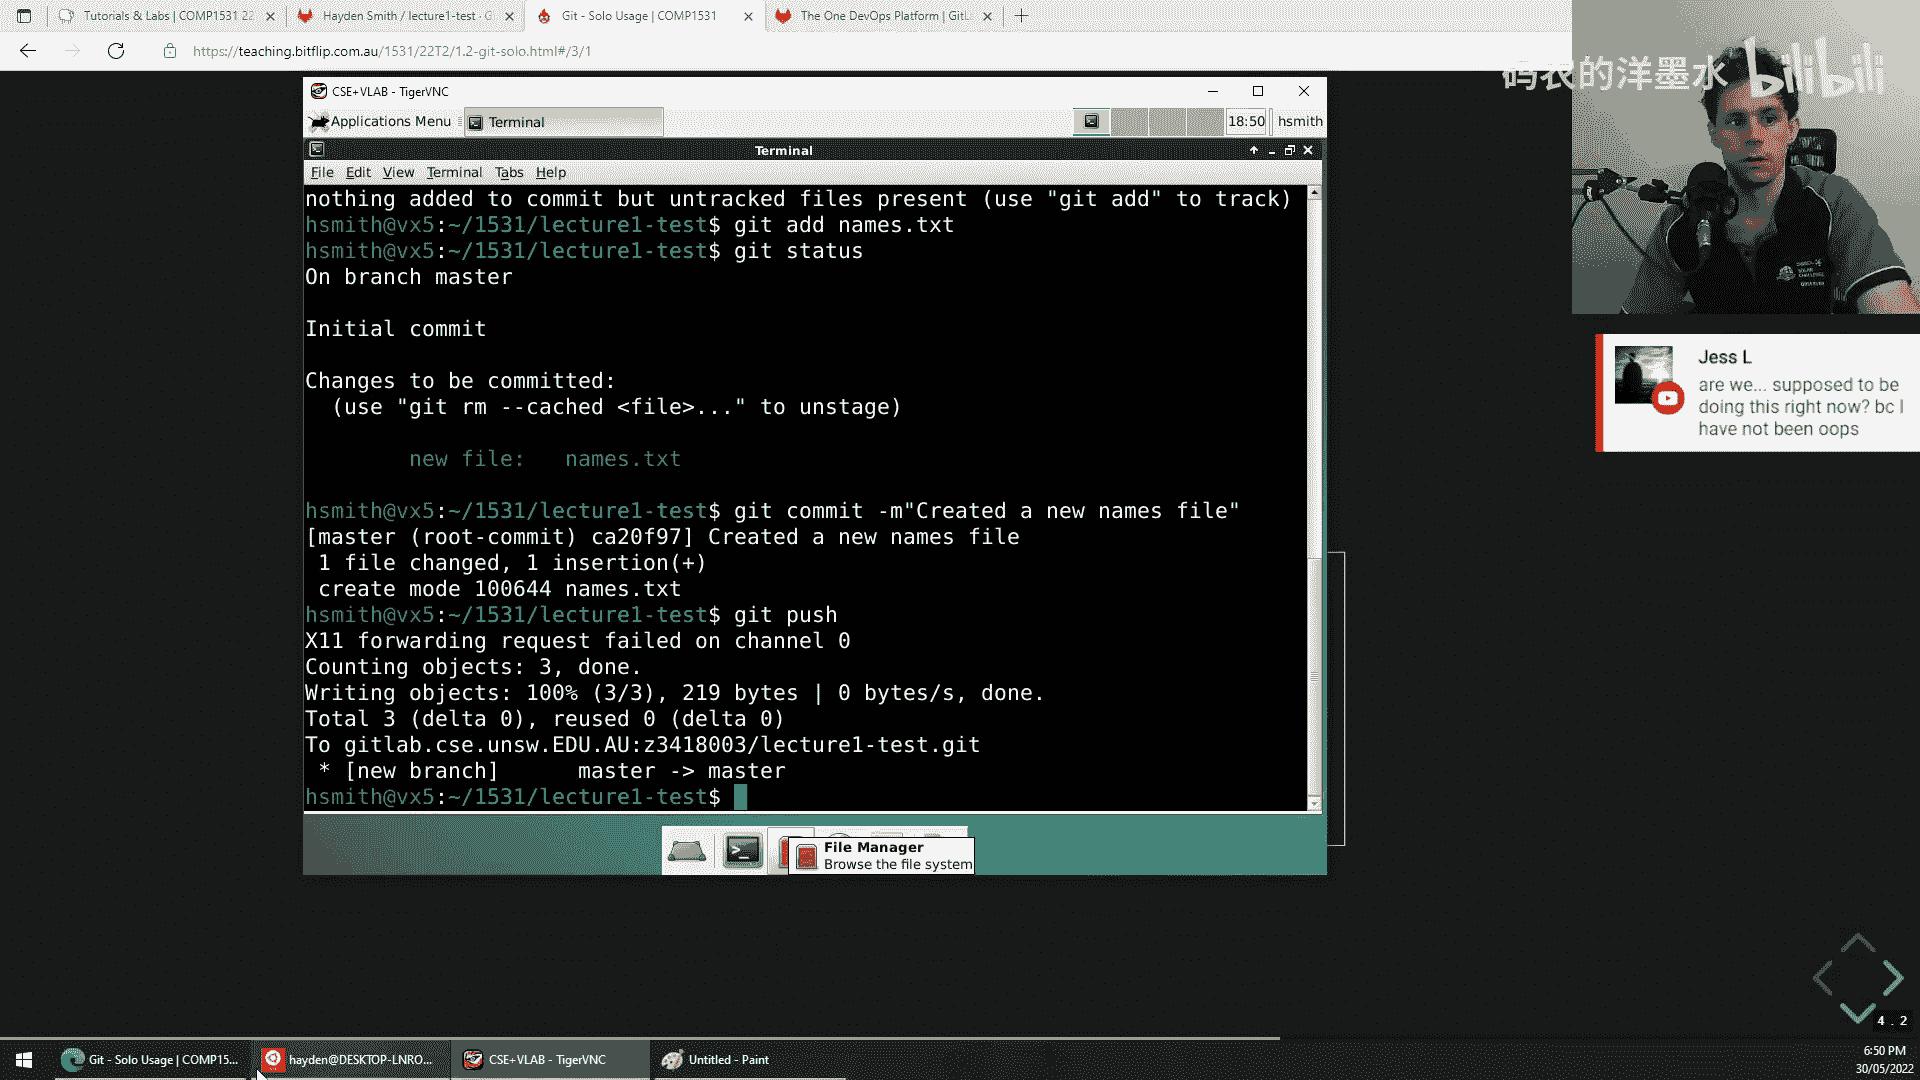 Tutorials & Labs | COMP1531 22
Hayden Smith / lecture1-test · G
Git - Solo Usage | COMP1531
The One DevOps Platform | GitL
https://teaching.bitflip.com.au/1531/22T2/1.2-git-solo.html#/3/1
码农的洋墨水 bilibili
CSE+VLAB - TigerVNC
Applications Menu
Terminal
18:50
hsmith
Terminal
File Edit View Terminal Tabs Help
nothing added to commit but untracked files present (use "git add" to track)
hsmith@vx5:~/1531/lecture1-test$ git add names.txt
hsmith@vx5:~/1531/lecture1-test$ git status
On branch master
Initial commit
Changes to be committed:
(use "git rm --cached <file>..." to unstage)
new file:   names.txt
hsmith@vx5:~/1531/lecture1-test$ git commit -m"Created a new names file"
[master (root-commit) ca20f97] Created a new names file
1 file changed, 1 insertion(+)
create mode 100644 names.txt
hsmith@vx5:~/1531/lecture1-test$ git push
X11 forwarding request failed on channel 0
Counting objects: 3, done.
Writing objects: 100% (3/3), 219 bytes | 0 bytes/s, done.
Total 3 (delta 0), reused 0 (delta 0)
To gitlab.cse.unsw.EDU.AU:z3418003/lecture1-test.git
* [new branch]      master -> master
hsmith@vx5:~/1531/lecture1-test$
File Manager
Browse the file system
Jess L
are we... supposed to be
doing this right now? bc I
have not been oops
4 . 2
Git - Solo Usage | COMP15...
hayden@DESKTOP-LNRO...
CSE+VLAB - TigerVNC
Untitled - Paint
6:50 PM
30/05/2022